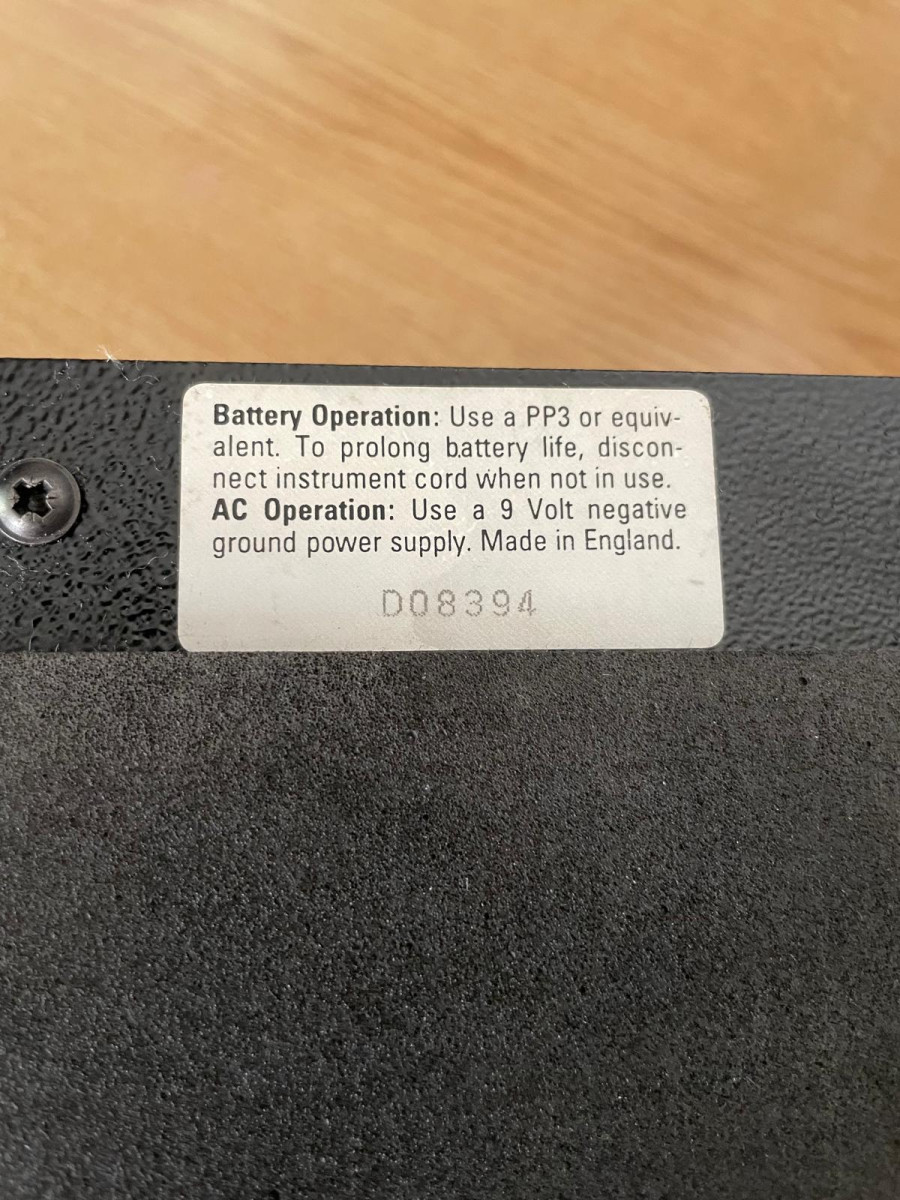 Battery Operation: Use a PP3 or equiv-
alent. To prolong battery life, discon-
nect instrument cord when not in use.
AC Operation: Use a 9 Volt negative
ground power supply. Made in England.
D08394